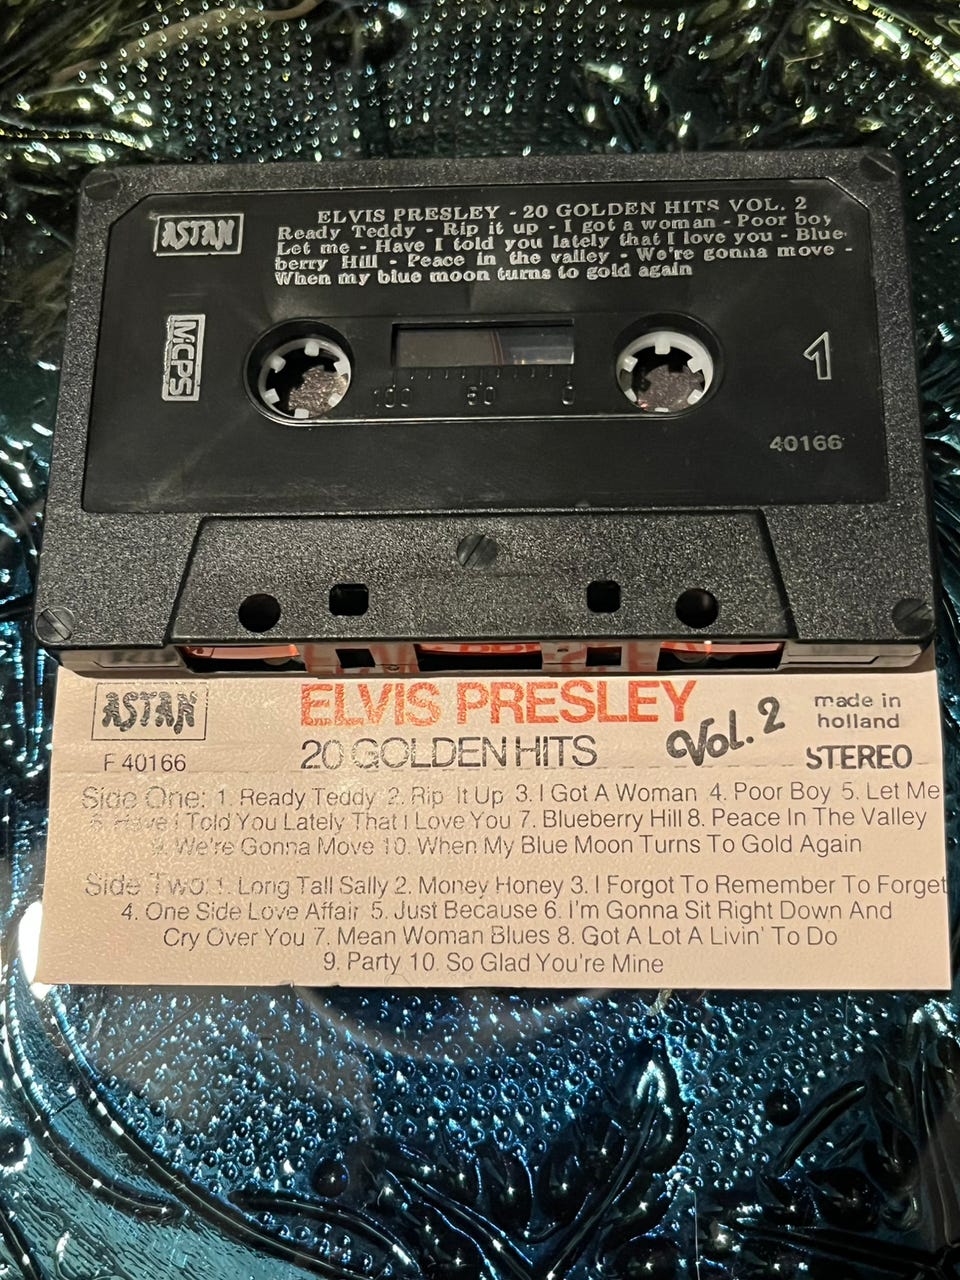 ASTAN
ELVIS PRESLEY - 20 GOLDEN HITS VOL. 2
Ready Teddy - Rip it up - I got a woman - Poor boy
Let me - Have I told you lately that I love you - Blue-
berry Hill - Peace in the valley - We're gonna move -
When my blue moon turns to gold again
MCPS
1
100 50 0
40166
ASTAN
ELVIS PRESLEY
Vol. 2
made in
holland
F 40166
20 GOLDEN HITS
STEREO
Side One: 1. Ready Teddy 2. Rip It Up 3. I Got A Woman 4. Poor Boy 5. Let Me
6. Have I Told You Lately That I Love You 7. Blueberry Hill 8. Peace In The Valley
9. We're Gonna Move 10. When My Blue Moon Turns To Gold Again
Side Two: 1. Long Tall Sally 2. Money Honey 3. I Forgot To Remember To Forget
4. One Side Love Affair 5. Just Because 6. I'm Gonna Sit Right Down And
Cry Over You 7. Mean Woman Blues 8. Got A Lot A Livin' To Do
9. Party 10. So Glad You're Mine